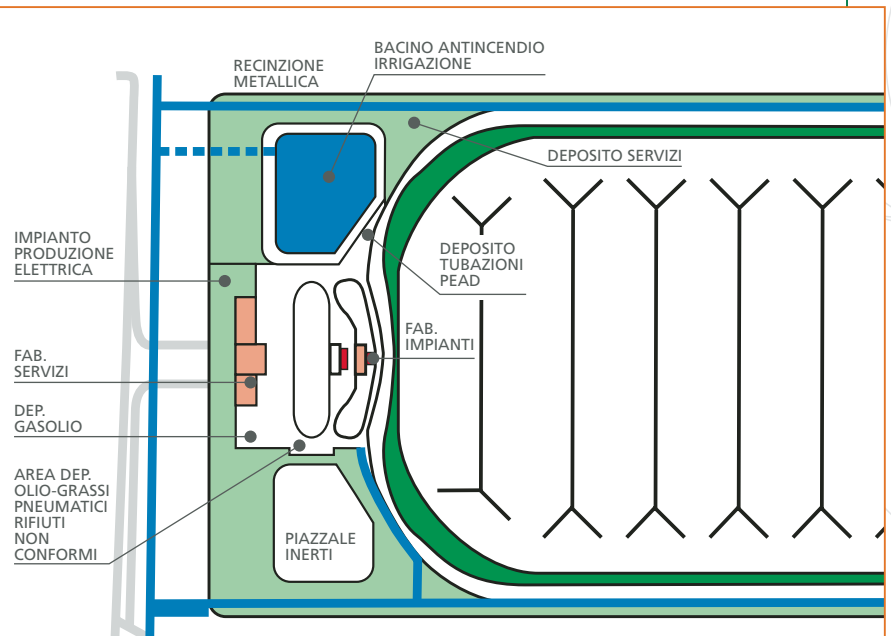 BACINO ANTINCENDIO
IRRIGAZIONE
RECINZIONE
METALLICA
DEPOSITO SERVIZI
IMPIANTO
PRODUZIONE
ELETTRICA
DEPOSITO
TUBAZIONI
PEAD
FAB.
IMPIANTI
FAB.
SERVIZI
DEP.
GASOLIO
AREA DEP.
OLIO-GRASSI
PNEUMATICI
RIFIUTI
NON
CONFORMI
PIAZZALE
INERTI